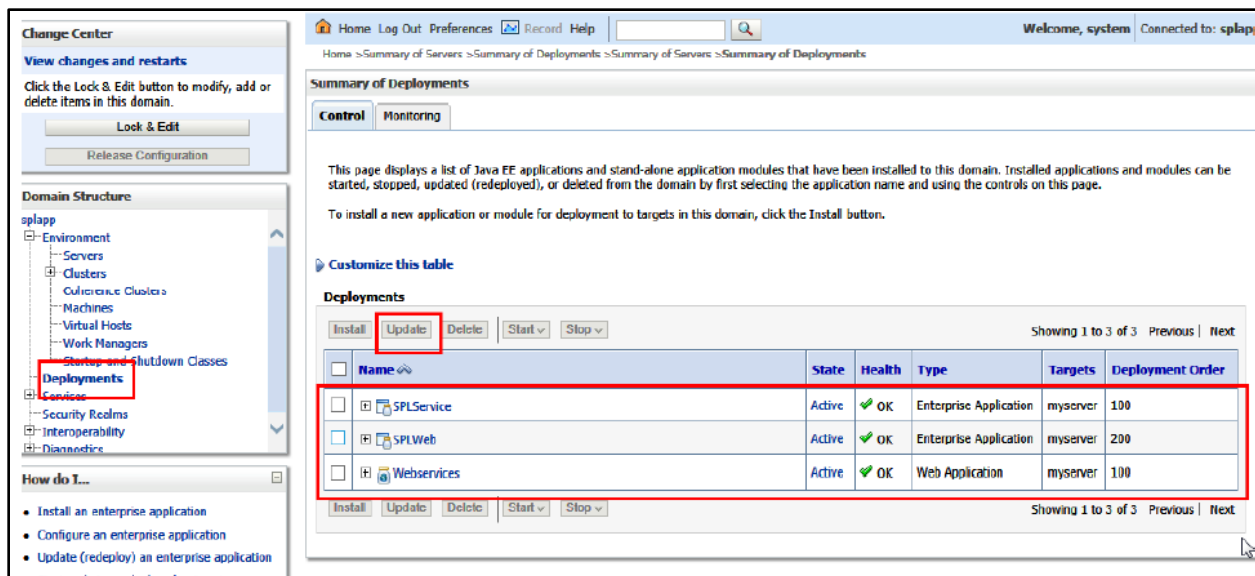 Change Center
View changes and restarts
Click the Lock & Edit button to modify, add or
delete items in this domain.
Lock & Edit
Release Configuration
Domain Structure
splapp
Environment
Servers
Clusters
Coherence Clusters
Machines
Virtual Hosts
Work Managers
Startup and Shutdown Classes
Deployments
Services
Security Realms
Interoperability
Diagnostics
How do I...
Install an enterprise application
Configure an enterprise application
Update (redeploy) an enterprise application
Home Log Out Preferences Record Help
Welcome, system Connected to: splapp
Home >Summary of Servers >Summary of Deployments >Summary of Servers >Summary of Deployments
Summary of Deployments
Control Monitoring
This page displays a list of Java EE applications and stand-alone application modules that have been installed to this domain. Installed applications and modules can be
started, stopped, updated (redeployed), or deleted from the domain by first selecting the application name and using the controls on this page.
To install a new application or module for deployment to targets in this domain, click the Install button.
Customize this table
Deployments
Install Update Delete Start Stop
Showing 1 to 3 of 3 Previous | Next
Name State Health Type Targets Deployment Order
SPLService Active OK Enterprise Application myserver 100
SPLWeb Active OK Enterprise Application myserver 200
Webservices Active OK Web Application myserver 100
Install Update Delete Start Stop
Showing 1 to 3 of 3 Previous | Next